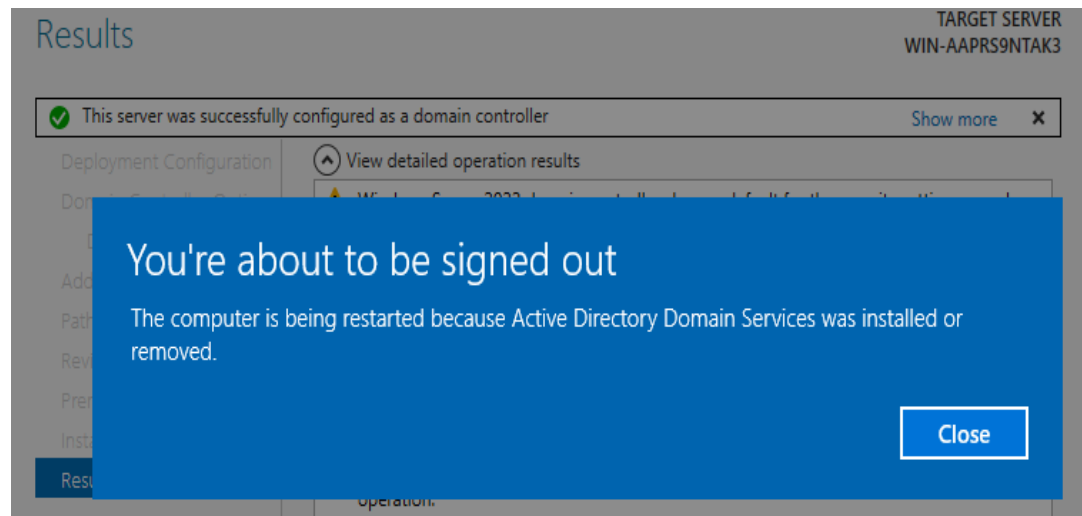 Results
TARGET SERVER
WIN-AAPRS9NTAK3
This server was successfully configured as a domain controller
Show more
Deployment Configuration
View detailed operation results
You're about to be signed out
The computer is being restarted because Active Directory Domain Services was installed or
removed.
Close
operation.